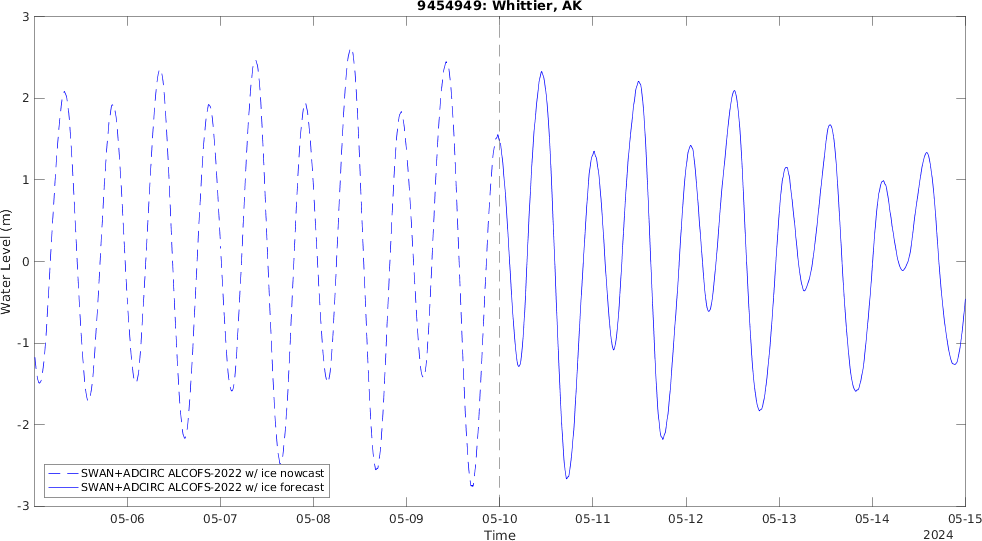 9454949: Whittier, AK
3
2
1
0
-1
-2
-3
Water Level (m)
SWAN+ADCIRC ALCOFS-2022 w/ ice nowcast
SWAN+ADCIRC ALCOFS-2022 w/ ice forecast
05-06 05-07 05-08 05-09 05-10 05-11 05-12 05-13 05-14 05-15
Time
2024